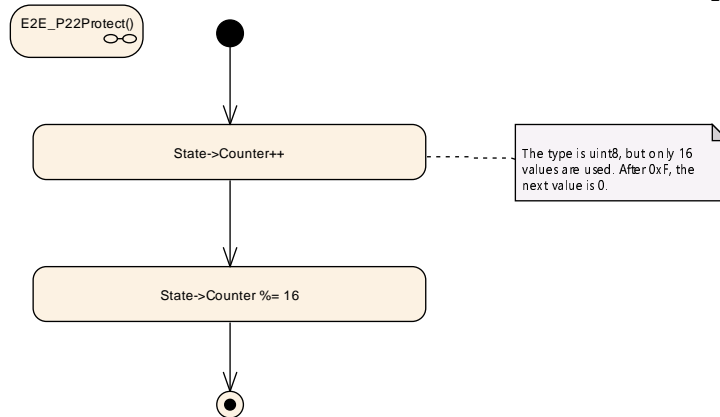 E2E_P22Protect()
State->Counter++
The type is uint8, but only 16
values are used. After 0xF, the
next value is 0.
State->Counter %= 16